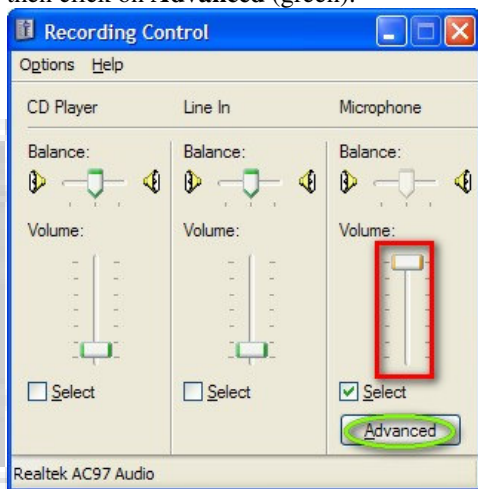 then click on Advanced (green).
Recording Control
Options Help
CD Player Line In Microphone
Balance: Balance: Balance:
Volume: Volume: Volume:
Select Select Select
Advanced
Realtek AC97 Audio